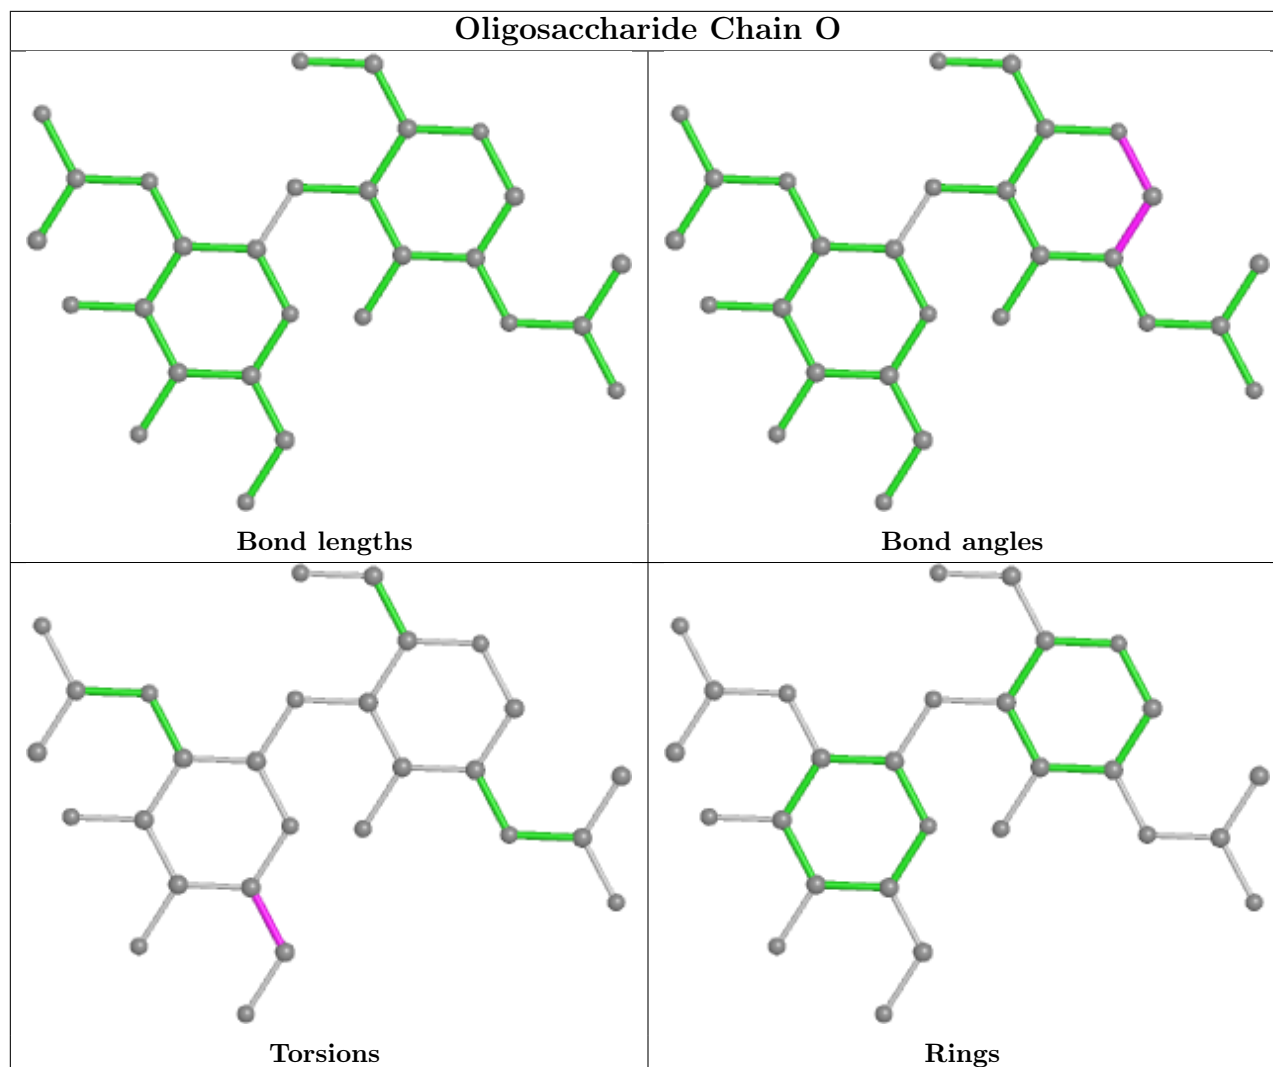 Oligosaccharide Chain O
Bond lengths
Bond angles
Torsions
Rings